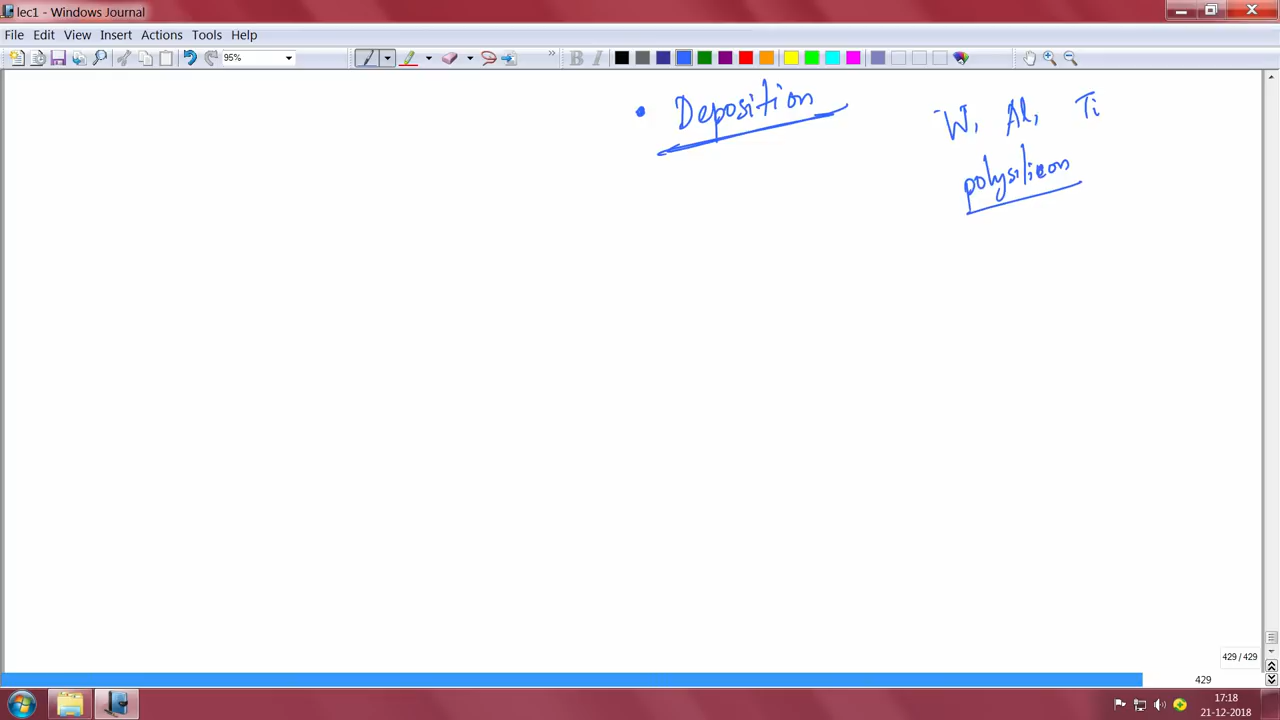 lec1 - Windows Journal
File Edit View Insert Actions Tools Help
95%
• Deposition
W, Al, Ti
polysilicon
429 / 429
429
17:18
21-12-2018